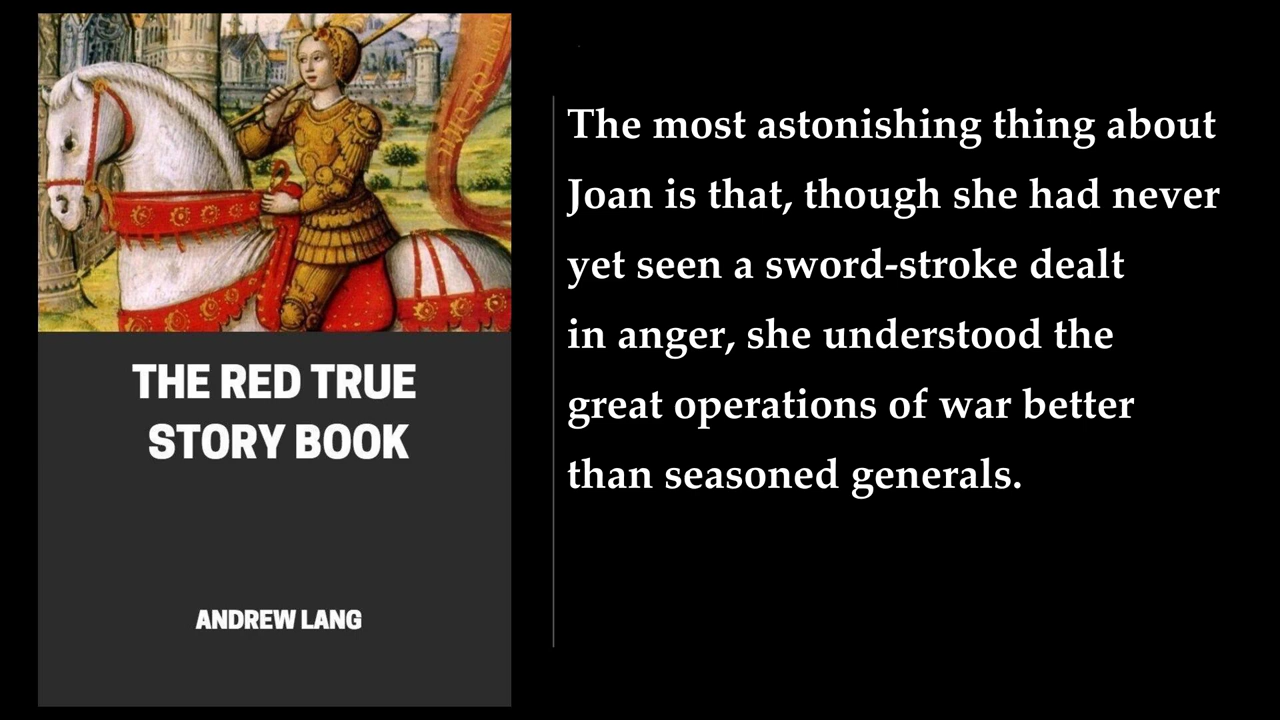 THE RED TRUE
STORY BOOK
ANDREW LANG
The most astonishing thing about
Joan is that, though she had never
yet seen a sword-stroke dealt
in anger, she understood the
great operations of war better
than seasoned generals.